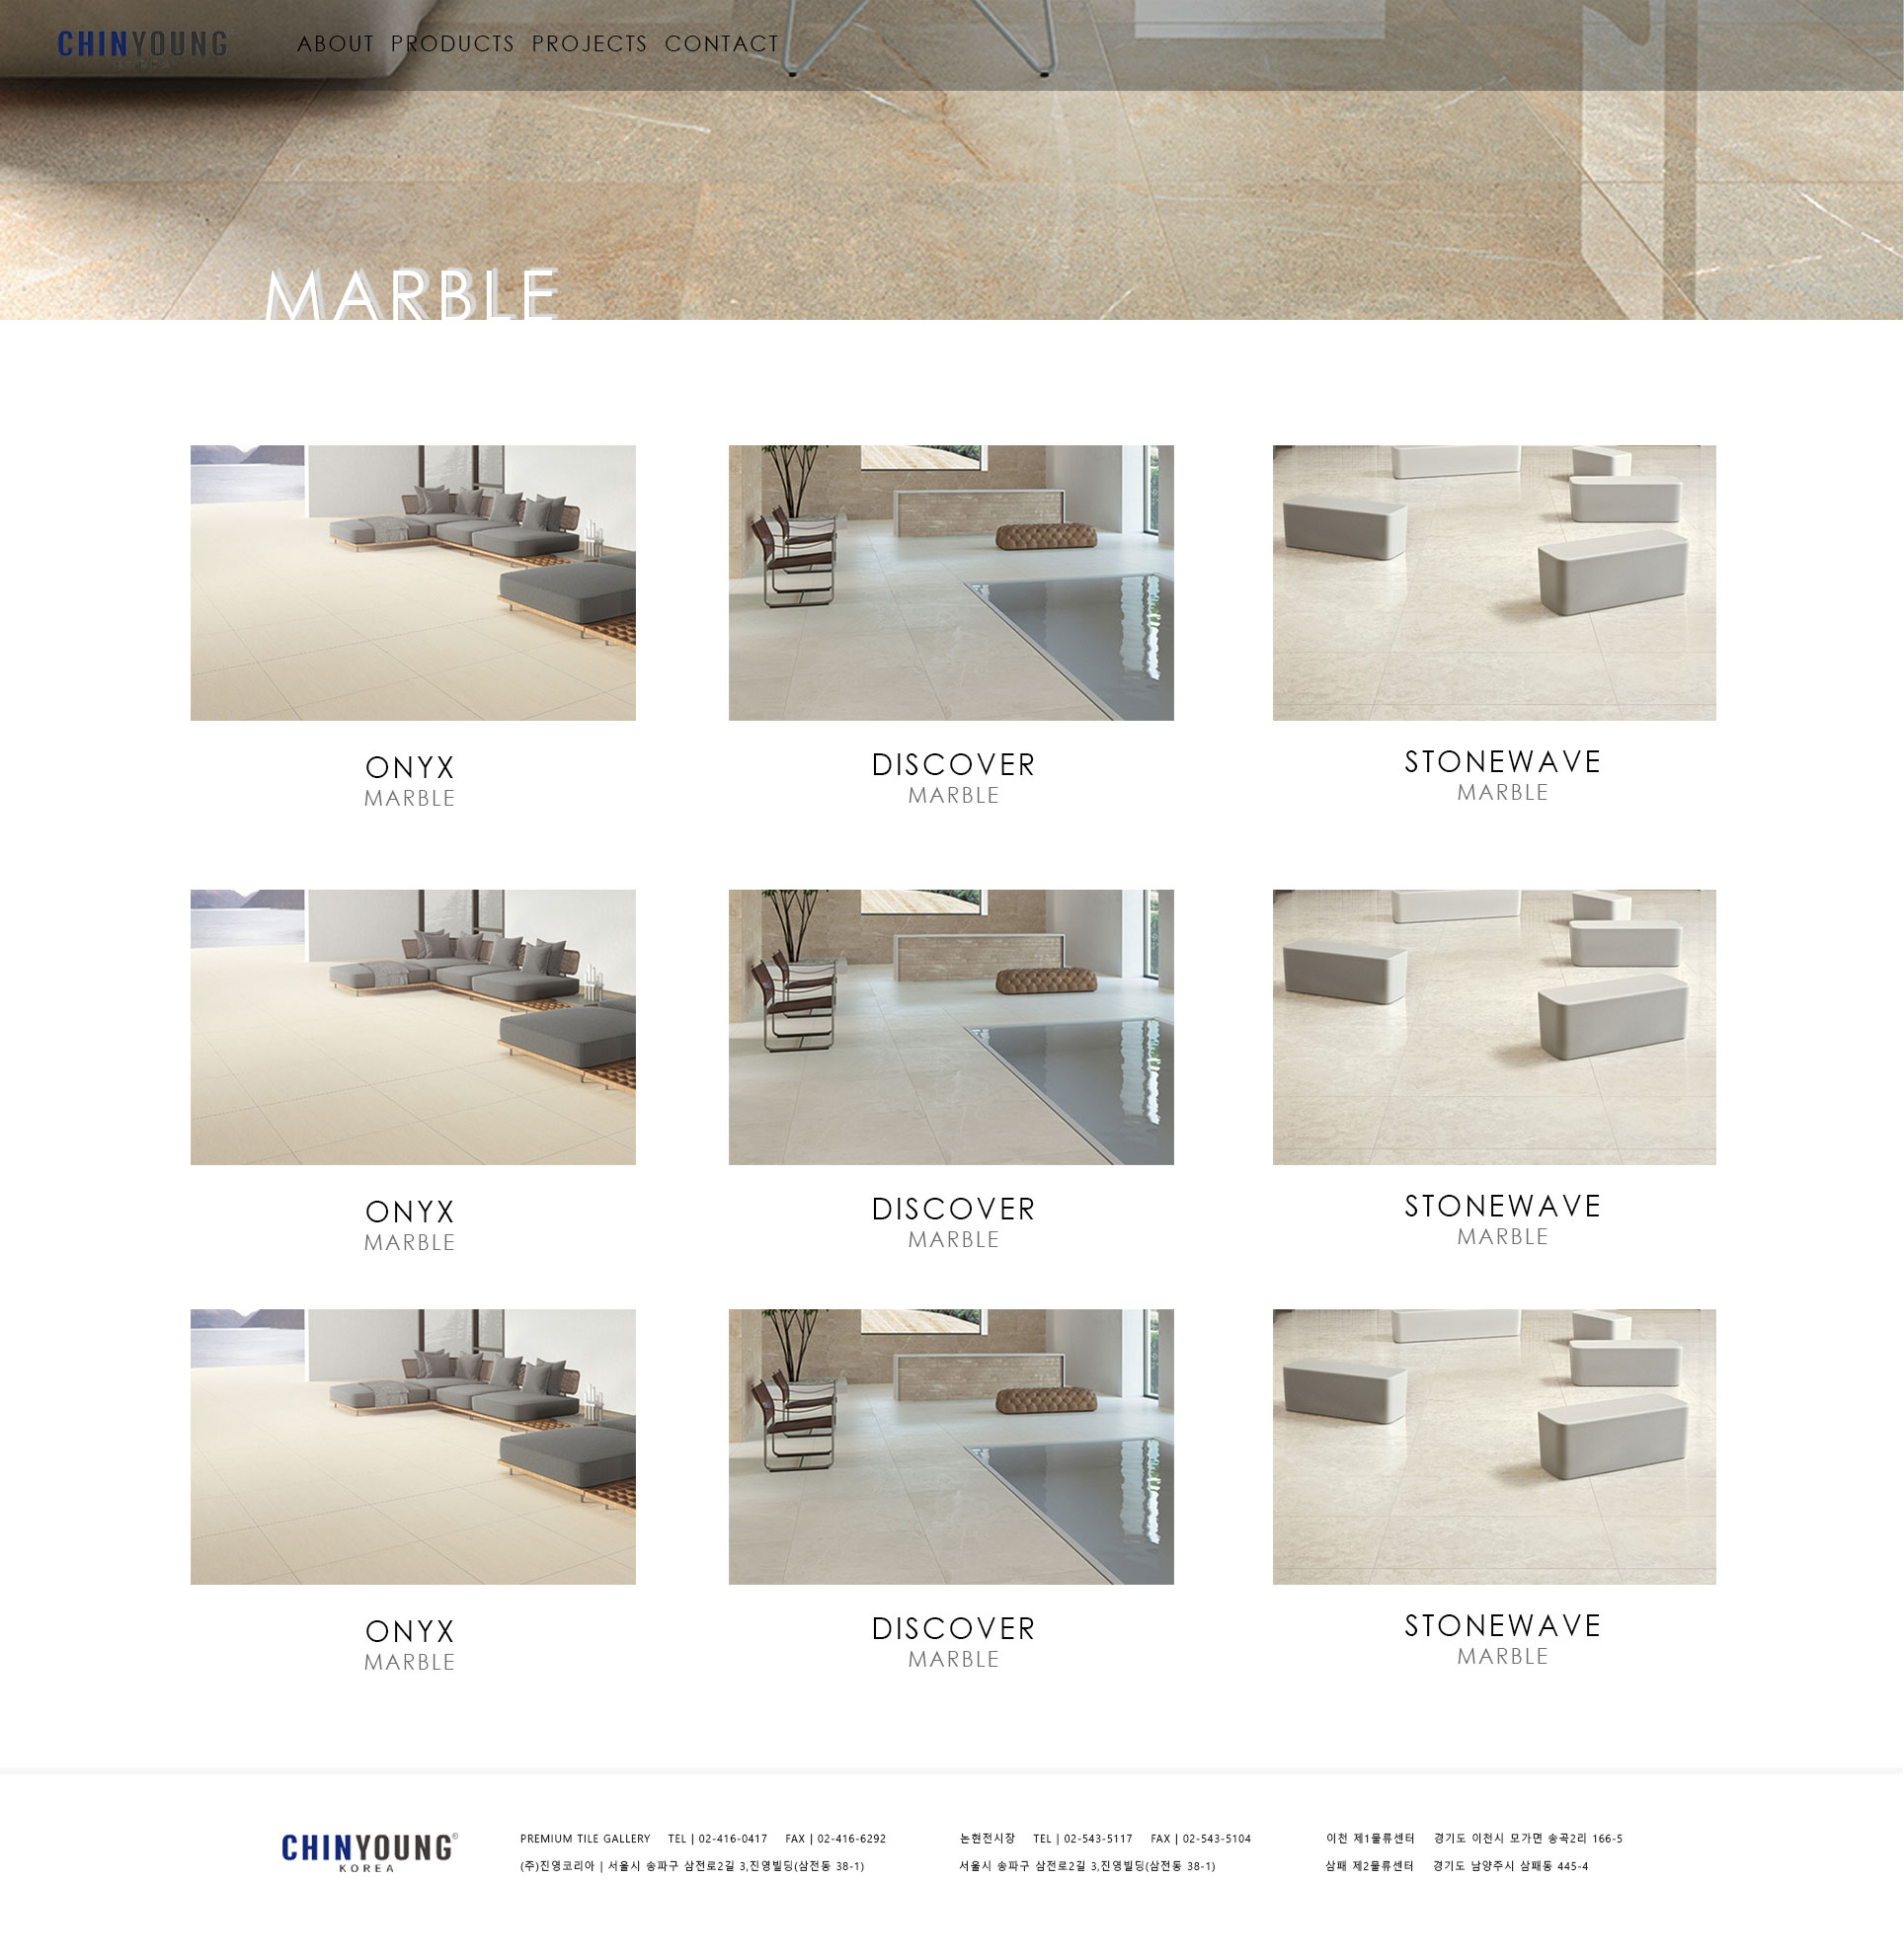 CHINYOUNG
ABOUT PRODUCTS PROJECTS CONTACT
MARBLE
ONYX
MARBLE
DISCOVER
MARBLE
STONEWAVE
MARBLE
ONYX
MARBLE
DISCOVER
MARBLE
STONEWAVE
MARBLE
ONYX
MARBLE
DISCOVER
MARBLE
STONEWAVE
MARBLE
CHINYOUNG®
KOREA
PREMIUM TILE GALLERY TEL | 02-416-0417 FAX | 02-416-6292
(주)진영코리아 | 서울시 송파구 삼전로2길 3,진영빌딩(삼전동 38-1)
논현전시장 TEL | 02-543-5117 FAX | 02-543-5104
서울시 송파구 삼전로2길 3,진영빌딩(삼전동 38-1)
이천 제1물류센터 경기도 이천시 모가면 송곡2리 166-5
삼패 제2물류센터 경기도 남양주시 삼패동 445-4